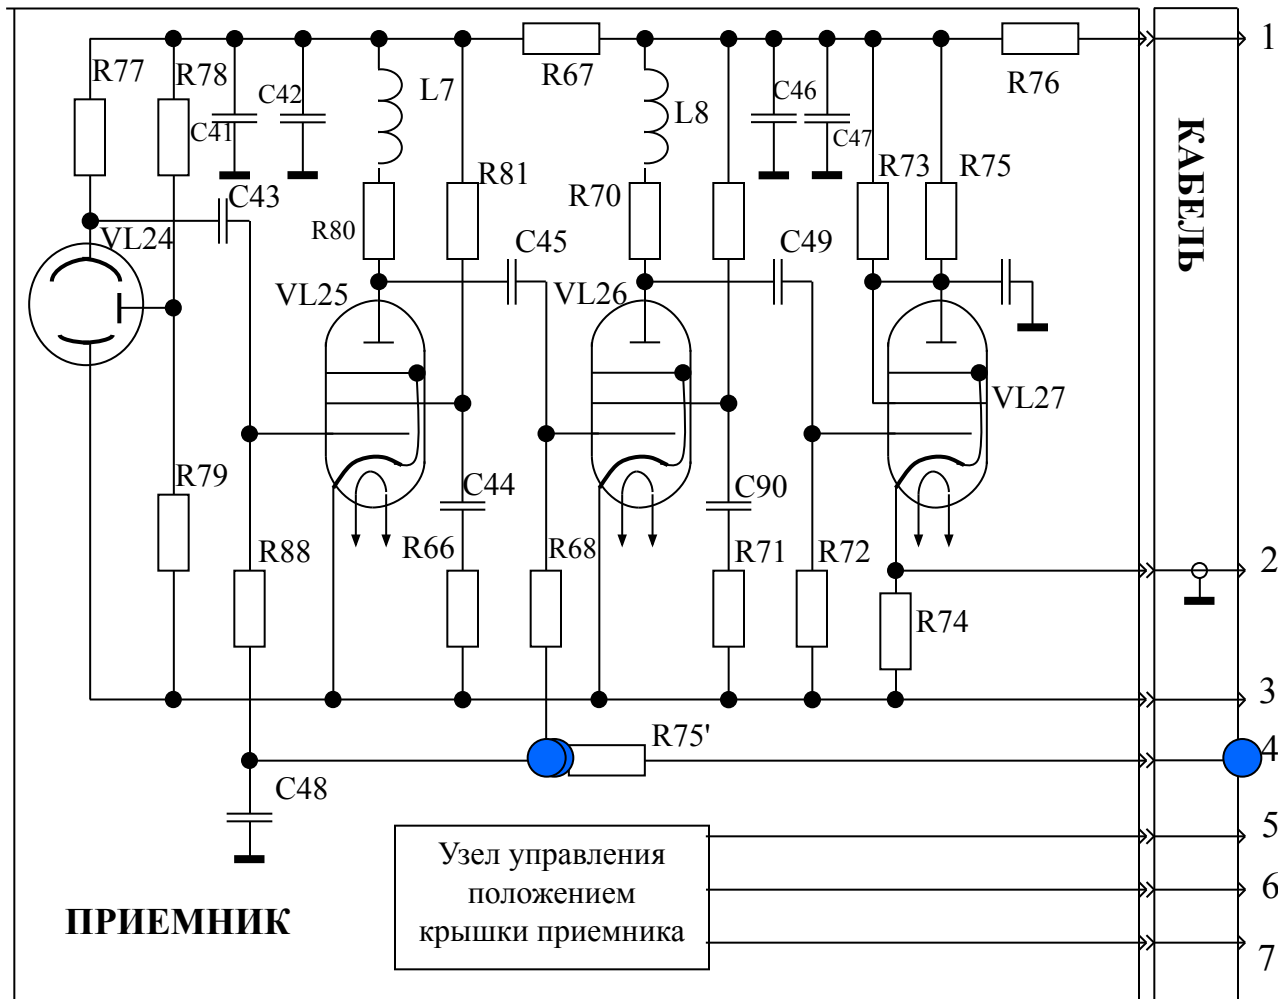 R77
R78
C41
C42
L7
R67
L8
C46
C47
R76
1
КАБЕЛЬ
C43
R80
R81
R70
R73
R75
VL24
C45
C49
VL25
VL26
VL27
R79
C44
C90
R88
R66
R68
R71
R72
2
R74
3
R75'
4
C48
5
Узел управления
положением
крышки приемника
6
ПРИЕМНИК
7